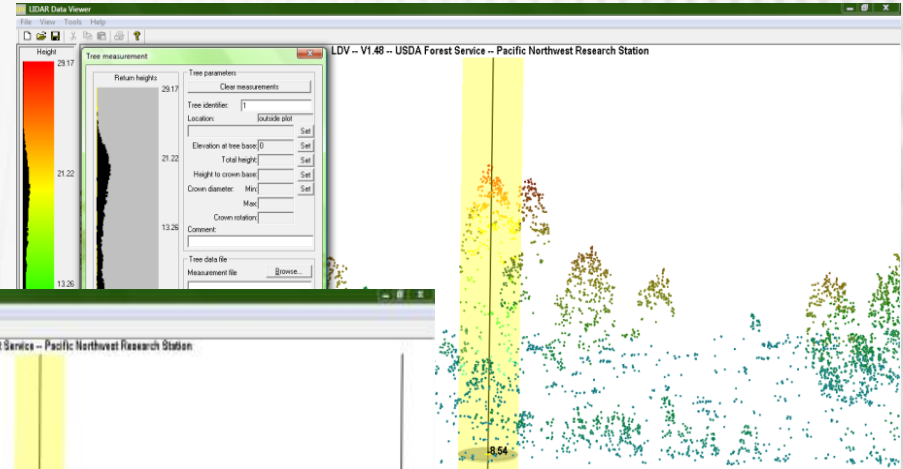 LIDAR Data Viewer
File View Tools Help
LDV -- V1.48 -- USDA Forest Service -- Pacific Northwest Research Station
Height
29.17
21.22
13.26
Tree measurement
Return heights
29.17
21.22
13.26
Tree parameters
Clear measurements
Tree identifier: 1
Location: outside plot
Set
Elevation at tree base: 0 Set
Total height: Set
Height to crown base: Set
Crown diameter: Min: Set
Max:
Crown rotation:
Comment:
Tree data file
Measurement file Browse...
t Service -- Pacific Northwest Research Station
-8.54